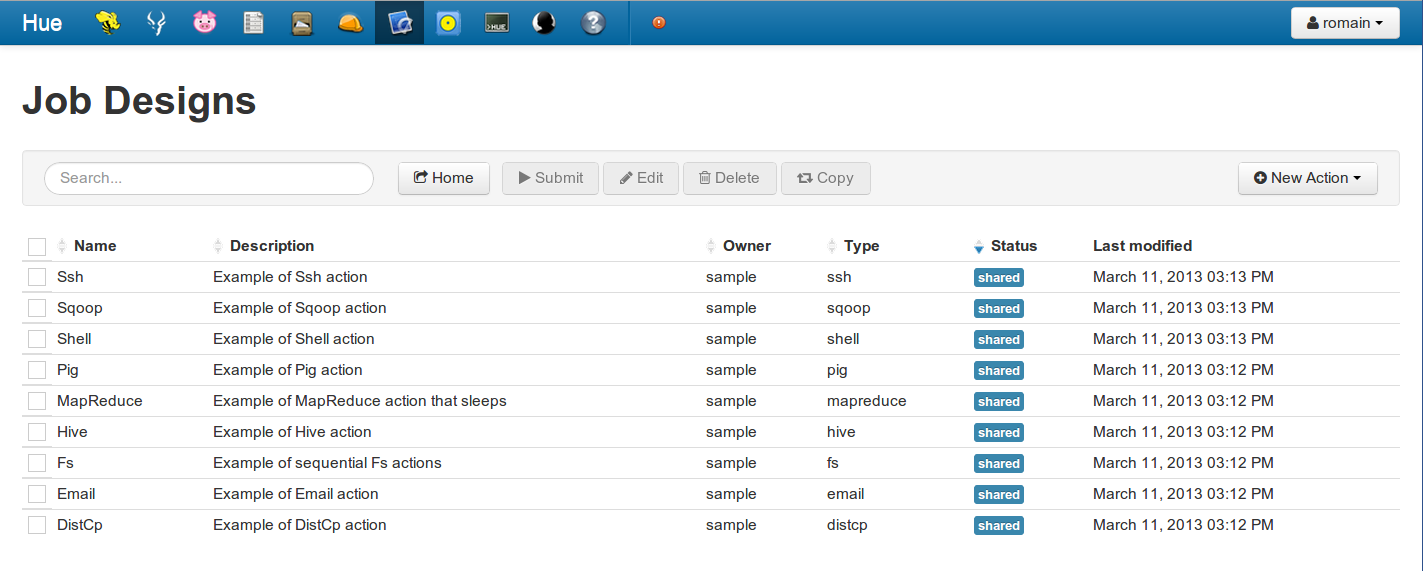 Hue >HUE romain
Job Designs
Search... Home Submit Edit Delete Copy New Action
Name Description Owner Type Status Last modified
Ssh Example of Ssh action sample ssh shared March 11, 2013 03:13 PM
Sqoop Example of Sqoop action sample sqoop shared March 11, 2013 03:13 PM
Shell Example of Shell action sample shell shared March 11, 2013 03:13 PM
Pig Example of Pig action sample pig shared March 11, 2013 03:12 PM
MapReduce Example of MapReduce action that sleeps sample mapreduce shared March 11, 2013 03:12 PM
Hive Example of Hive action sample hive shared March 11, 2013 03:12 PM
Fs Example of sequential Fs actions sample fs shared March 11, 2013 03:12 PM
Email Example of Email action sample email shared March 11, 2013 03:12 PM
DistCp Example of DistCp action sample distcp shared March 11, 2013 03:12 PM